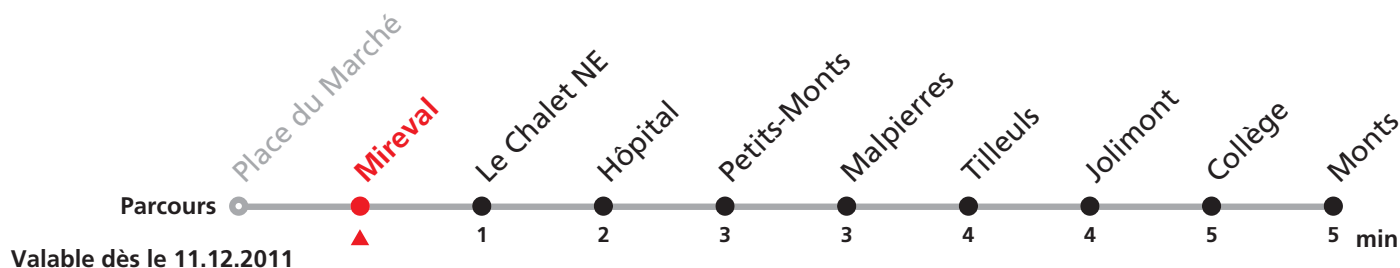 Place du Marché
Mireval
Le Chalet NE
Hôpital
Petits-Monts
Malpierres
Tilleuls
Jolimont
Collège
Monts
Parcours
1 2 3 3 4 4 5 5 min
Valable dès le 11.12.2011